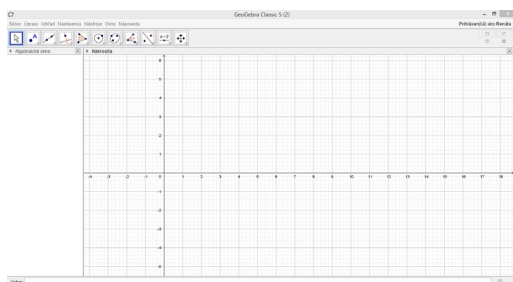 GeoGebra Classic 5 (2)
Súbor Úpravy Vzhľad Nastavenia Nástroje Okno Nápoveda
Prihlásený(á) ako Renáta
Algebraické okno
Nákresňa
6
5
4
3
2
1
-4 -3 -2 -1 0 1 2 3 4 5 6 7 8 9 10 11 12 13 14 15 16 17 18
-1
-2
-3
-4
-5